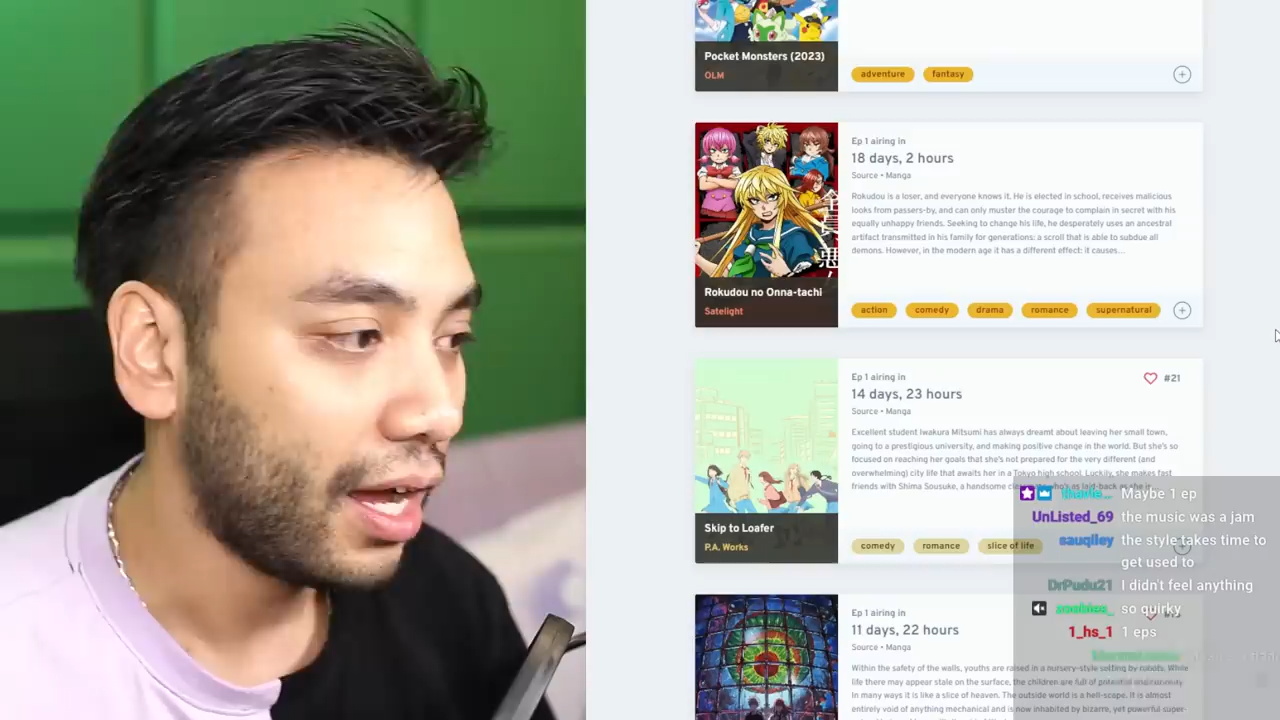 Pocket Monsters (2023)
OLM
adventure
fantasy
Ep 1 airing in
18 days, 2 hours
Source • Manga
Rokudou is a loser, and everyone knows it. He is elected in school, receives malicious
looks from passers-by, and can only muster the courage to complain in secret with his
equally unhappy friends. Seeking to change his life, he desperately uses an ancestral
artifact transmitted in his family for generations: a scroll that is able to subdue all
demons. However, in the modern age it has a different effect: it causes...
Rokudou no Onna-tachi
Satelight
action
comedy
drama
romance
supernatural
Ep 1 airing in
#21
14 days, 23 hours
Source • Manga
Excellent student Iwakura Mitsumi has always dreamt about leaving her small town,
going to a prestigious university, and making positive change in the world. But she's so
focused on reaching her goals that she's not prepared for the very different (and
overwhelming) city life that awaits her in a Tokyo high school. Luckily, she makes fast
friends with Shima Sousuke, a handsome
Skip to Loafer
P.A. Works
comedy
romance
slice of life
Maybe 1 ep
UnListed_69 the music was a jam
sauqiley the style takes time to
get used to
DrPudu21 I didn't feel anything
so quirky
1_hs_1 1 eps
Ep 1 airing in
11 days, 22 hours
Source • Manga
Within the safety of the walls, youths are raised in a nursery-style setting by robots. While
life there may appear stale on the surface, the children are full of potential
In many ways it is like a slice of heaven. The outside world is a hell-scape. It is almost
entirely void of anything mechanical and is now inhabited by bizarre, yet powerful super-